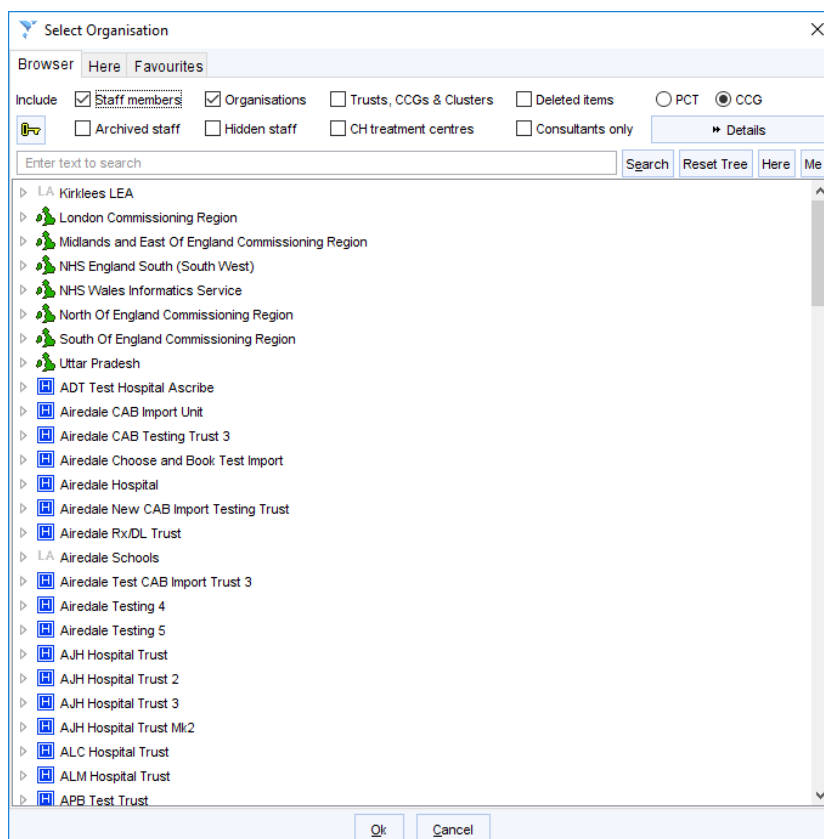 Select Organisation
Browser Here Favourites
Include Staff members Organisations Trusts, CCGs & Clusters Deleted items PCT CCG
Archived staff Hidden staff CH treatment centres Consultants only Details
Enter text to search Search Reset Tree Here Me
LA Kirklees LEA
London Commissioning Region
Midlands and East Of England Commissioning Region
NHS England South (South West)
NHS Wales Informatics Service
North Of England Commissioning Region
South Of England Commissioning Region
Uttar Pradesh
H ADT Test Hospital Ascribe
H Airedale CAB Import Unit
H Airedale CAB Testing Trust 3
H Airedale Choose and Book Test Import
H Airedale Hospital
H Airedale New CAB Import Testing Trust
H Airedale Rx/DL Trust
LA Airedale Schools
H Airedale Test CAB Import Trust 3
H Airedale Testing 4
H Airedale Testing 5
H AJH Hospital Trust
H AJH Hospital Trust 2
H AJH Hospital Trust 3
H AJH Hospital Trust Mk2
H ALC Hospital Trust
H ALM Hospital Trust
H APB Test Trust
Ok Cancel